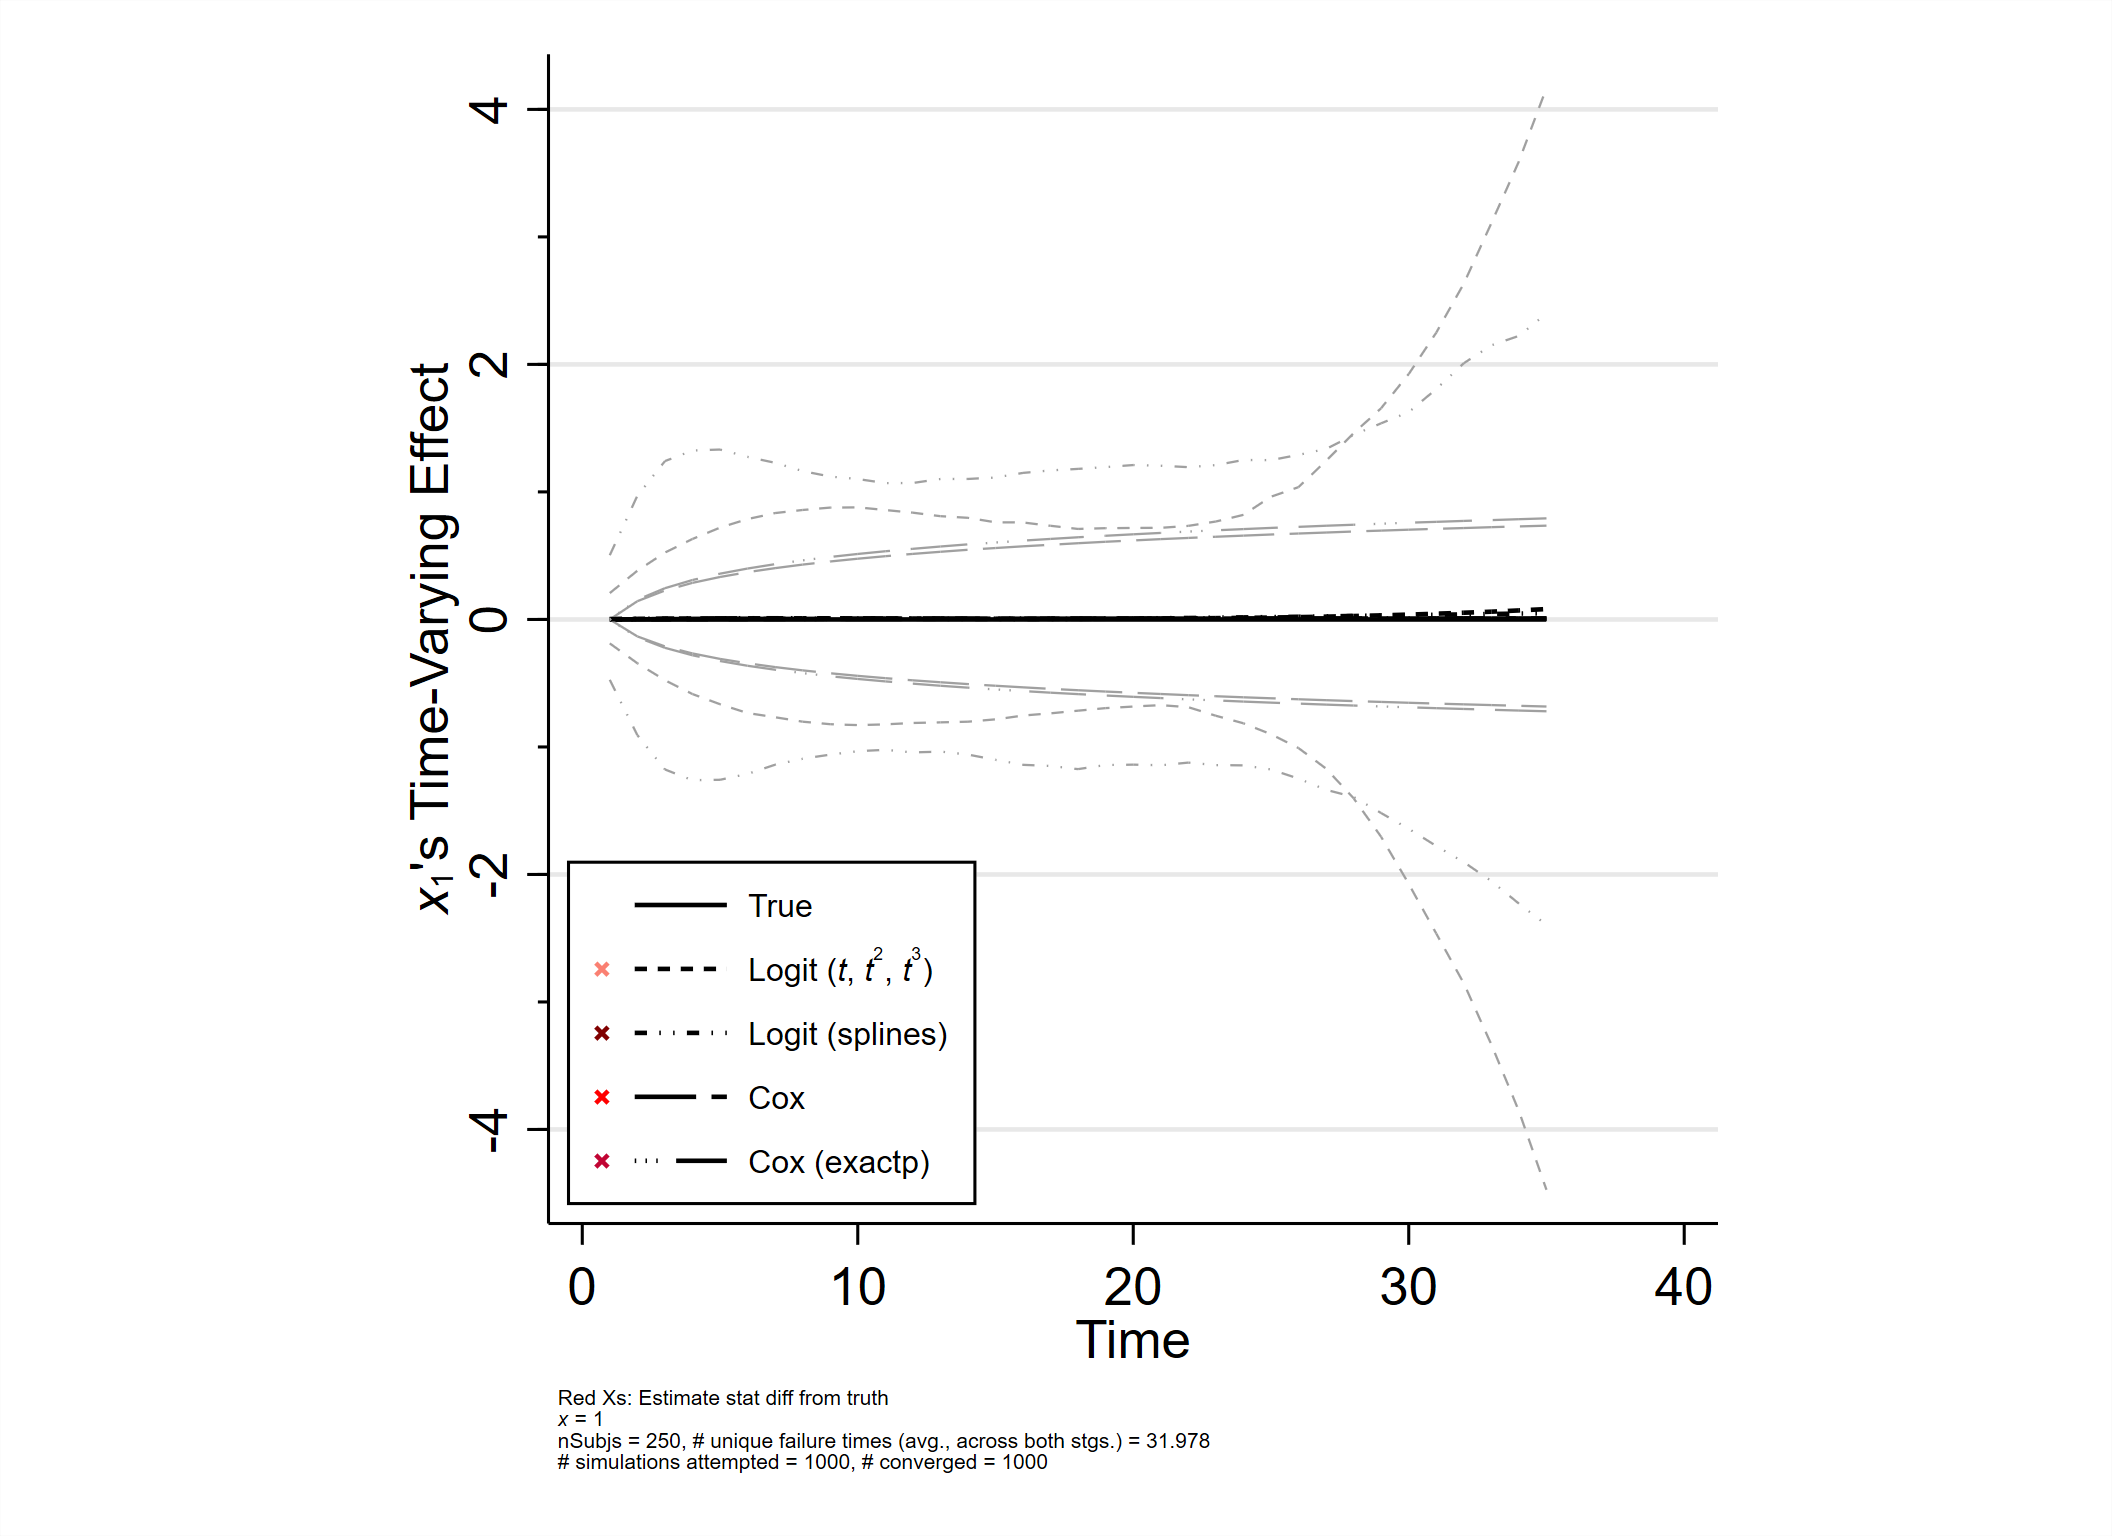 4
2
0
-2
-4
x₁'s Time-Varying Effect
True
Logit (t, t², t³)
Logit (splines)
Cox
Cox (exactp)
0 10 20 30 40
Time
Red Xs: Estimate stat diff from truth
x = 1
nSubjs = 250, # unique failure times (avg., across both stgs.) = 31.978
# simulations attempted = 1000, # converged = 1000